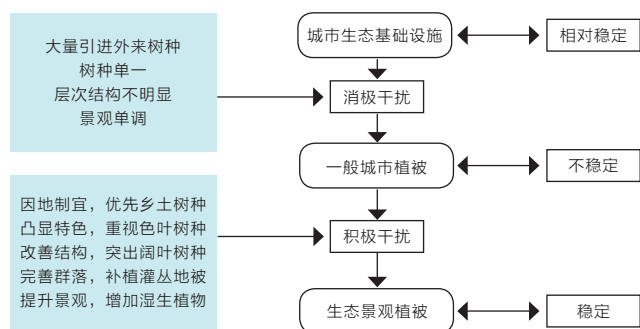 大量引进外来树种
树种单一
层次结构不明显
景观单调
城市生态基础设施
相对稳定
消极干扰
一般城市植被
不稳定
因地制宜，优先乡土树种
凸显特色，重视色叶树种
改善结构，突出阔叶树种
完善群落，补植灌丛地被
提升景观，增加湿生植物
积极干扰
生态景观植被
稳定